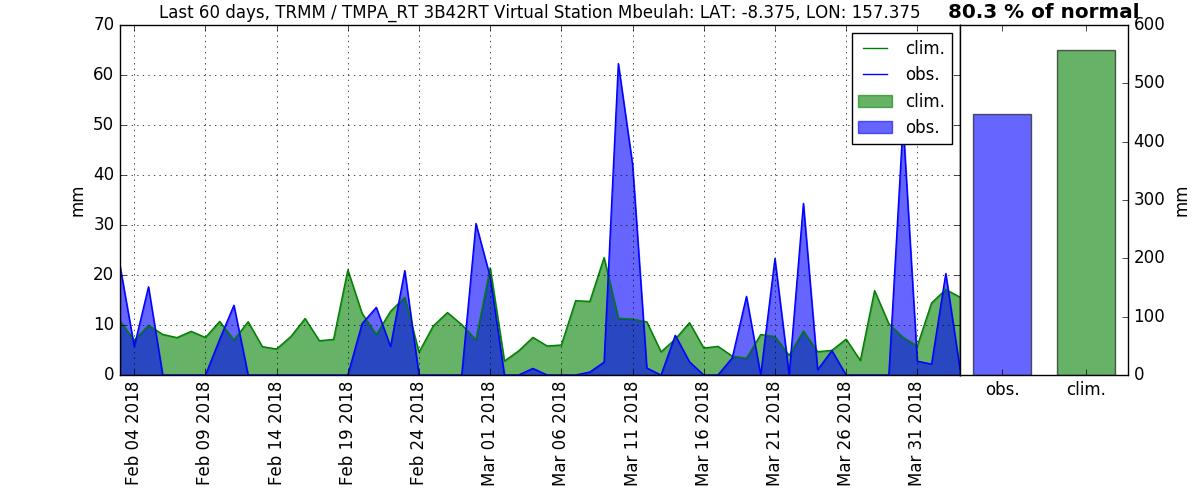 Last 60 days, TRMM / TMPA_RT 3B42RT Virtual Station Mbeulah: LAT: -8.375, LON: 157.375
80.3 % of normal
70
60
50
40
30
20
10
0
mm
clim.
obs.
clim.
obs.
600
500
400
300
200
100
0
mm
obs.
clim.
Feb 04 2018
Feb 09 2018
Feb 14 2018
Feb 19 2018
Feb 24 2018
Mar 01 2018
Mar 06 2018
Mar 11 2018
Mar 16 2018
Mar 21 2018
Mar 26 2018
Mar 31 2018